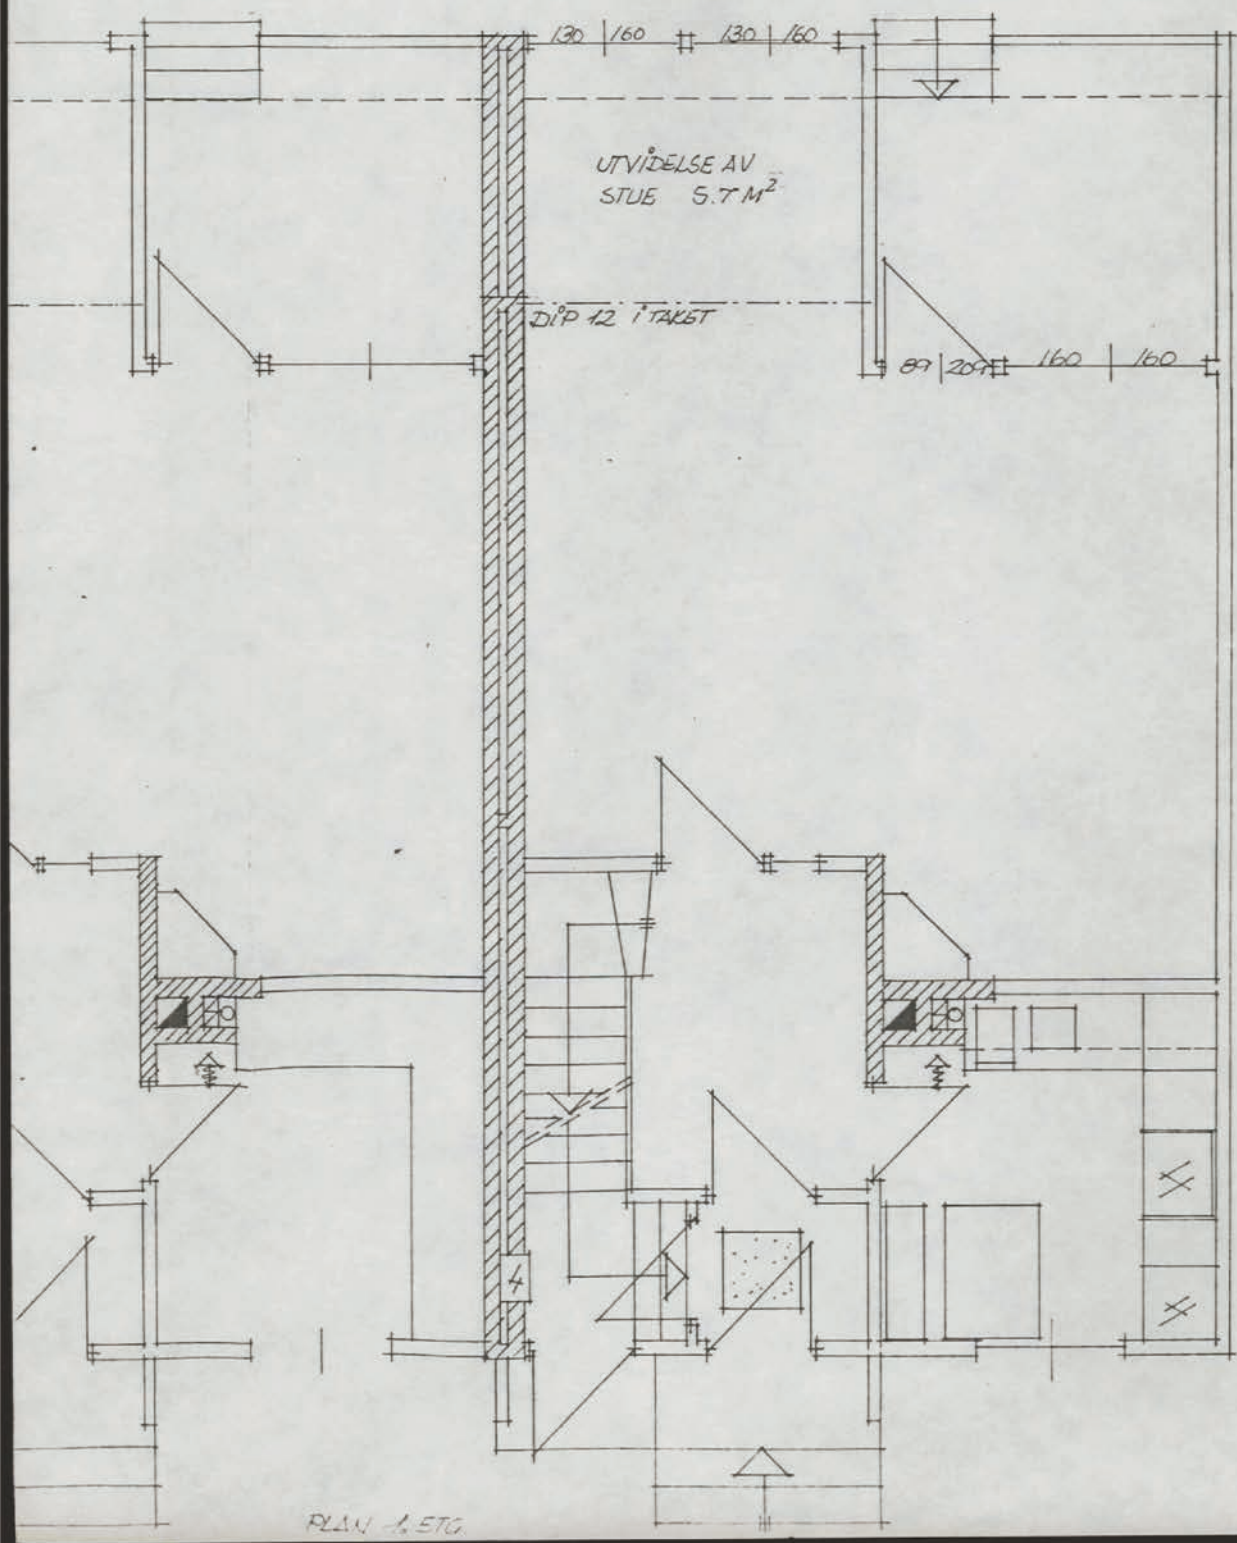 130 160 130 160
UTVIDELSE AV
STUE 5.7 M²
DIP 12 I TAKET
89 209 160 160
4
PLAN 1. ETG.